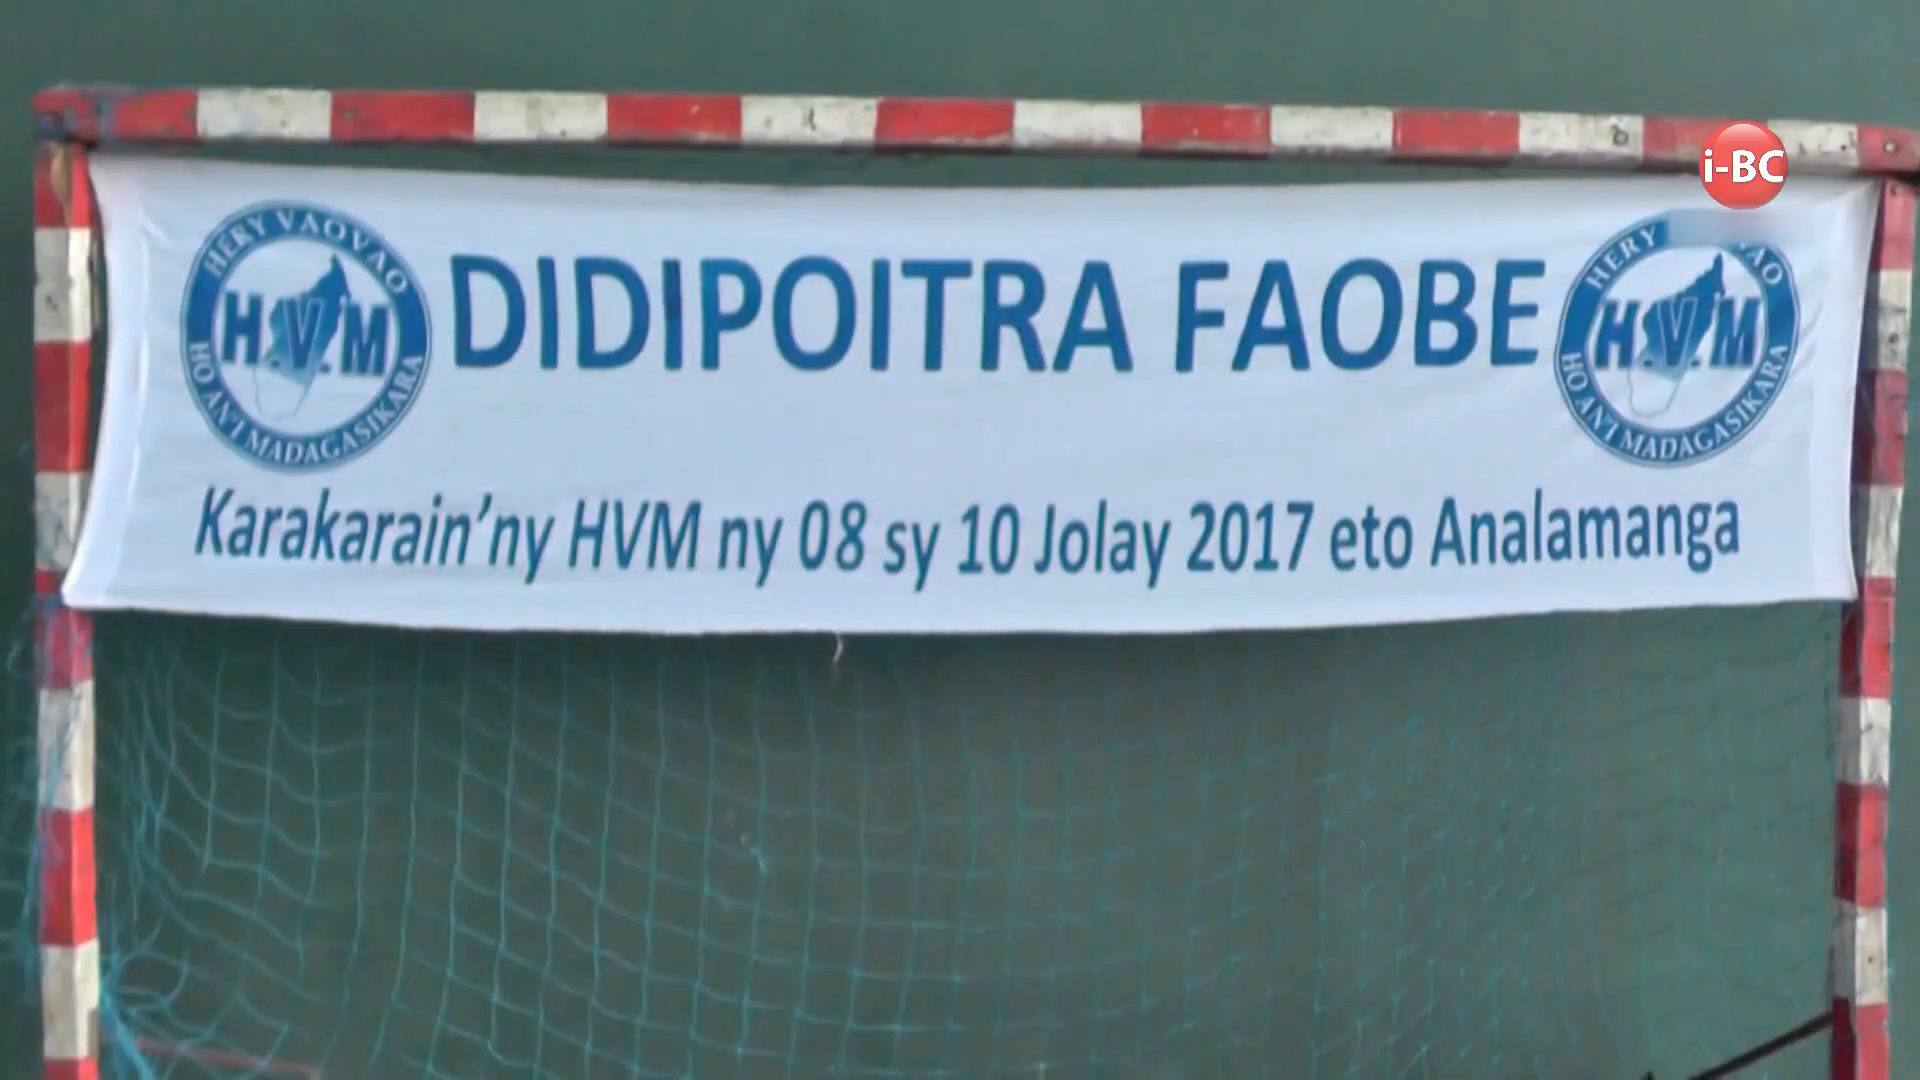 i-BC
HERY VAOVAO
H.V.M
HO AN'I MADAGASIKARA
DIDIPOITRA FAOBE
HERY VAO
H.V.M
HO AN'I MADAGASIKARA
Karakarain'ny HVM ny 08 sy 10 Jolay 2017 eto Analamanga